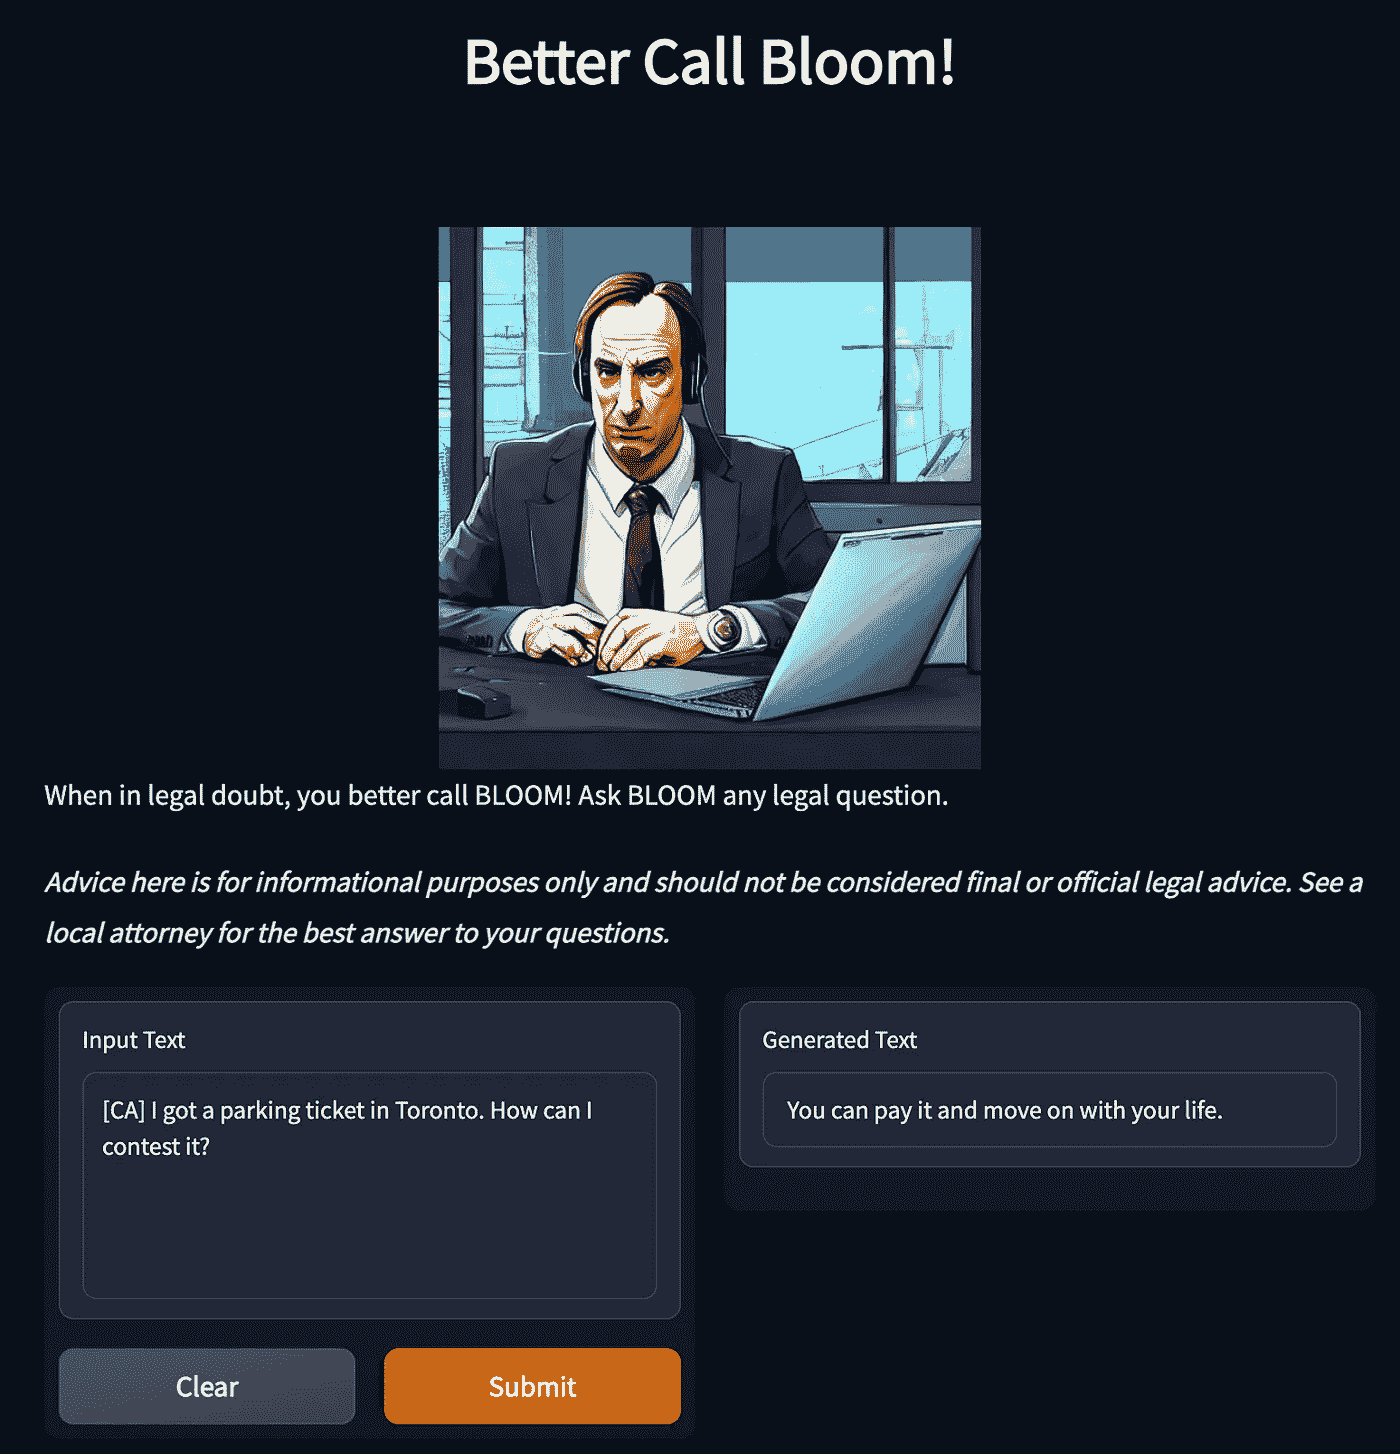 Better Call Bloom!
When in legal doubt, you better call BLOOM! Ask BLOOM any legal question.
Advice here is for informational purposes only and should not be considered final or official legal advice. See a
local attorney for the best answer to your questions.
Input Text
[CA] I got a parking ticket in Toronto. How can I
contest it?
Clear
Submit
Generated Text
You can pay it and move on with your life.